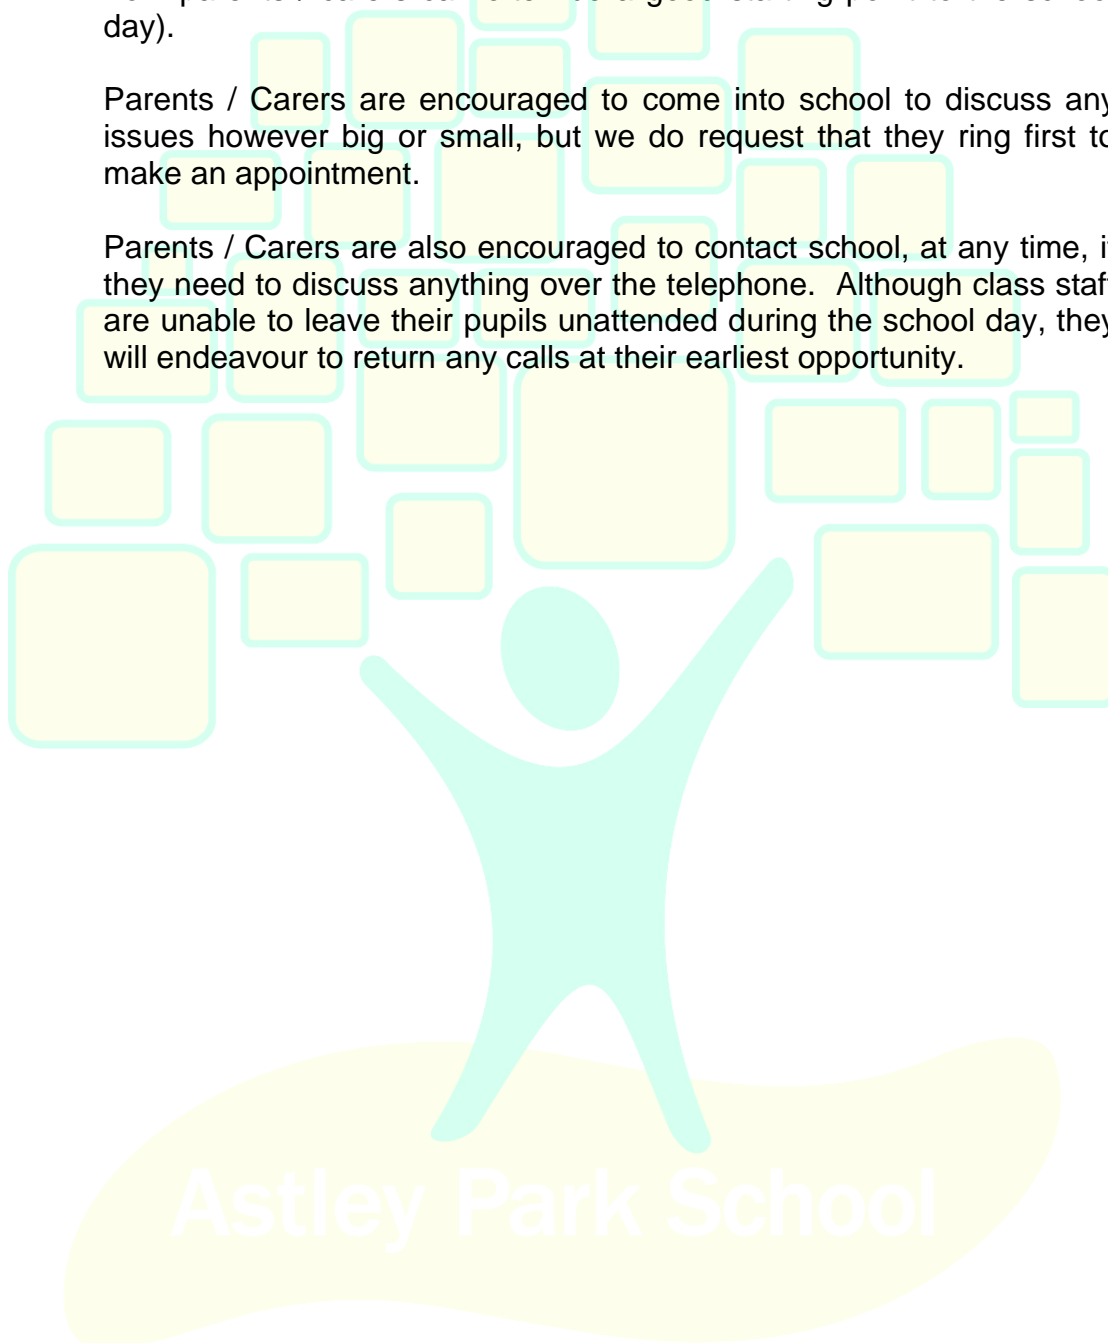 day).
Parents / Carers are encouraged to come into school to discuss any
issues however big or small, but we do request that they ring first to
make an appointment.
Parents / Carers are also encouraged to contact school, at any time, if
they need to discuss anything over the telephone. Although class staff
are unable to leave their pupils unattended during the school day, they
will endeavour to return any calls at their earliest opportunity.
Astley Park School